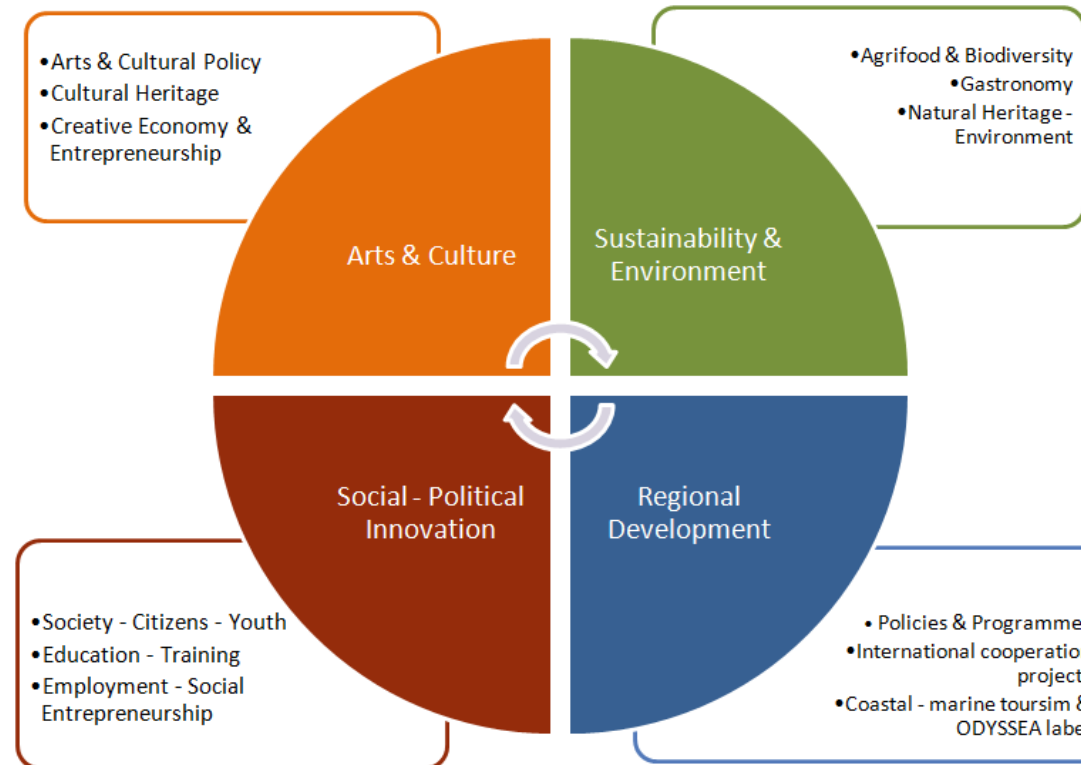 •Arts & Cultural Policy
•Cultural Heritage
•Creative Economy &
Entrepreneurship
•Agrifood & Biodiversity
•Gastronomy
•Natural Heritage -
Environment
Arts & Culture
Sustainability &
Environment
Social - Political
Innovation
Regional
Development
•Society - Citizens - Youth
•Education - Training
•Employment - Social
Entrepreneurship
• Policies & Programme
•International cooperatio
project
•Coastal - marine toursim &
ODYSSEA labe